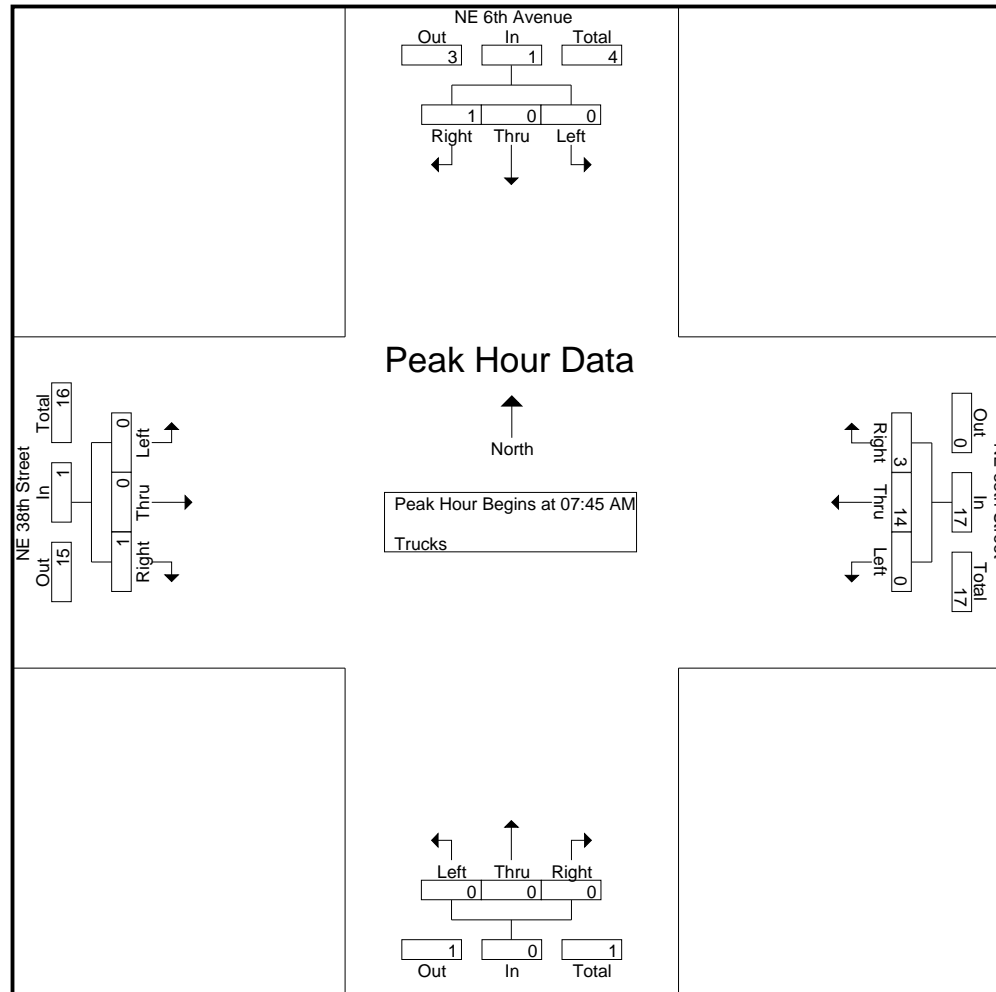 NE 6th Avenue
Out In Total
3 1 4
1 0 0
Right Thru Left
Peak Hour Data
North
Peak Hour Begins at 07:45 AM
Trucks
NE 38th Street
Total In Out
16 1 15
0 0 1
Left Thru Right
Right Thru Left
3 14 0
Out In Total
0 17 17
Left Thru Right
0 0 0
1 0 1
Out In Total